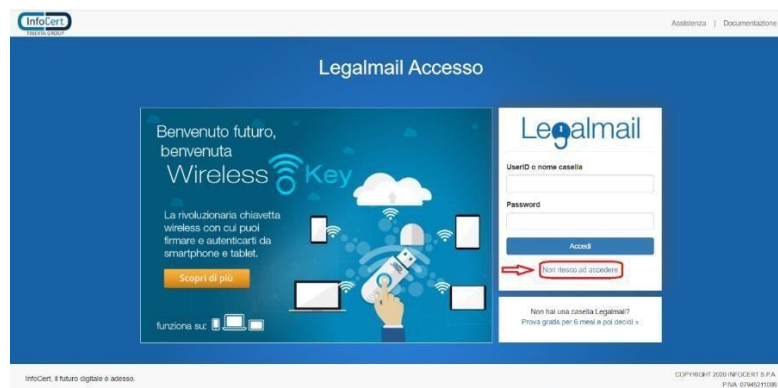 InfoCert
TINEXTA GROUP
Assistenza | Documentazione
Legalmail Accesso
Benvenuto futuro,
benvenuta
Wireless Key
La rivoluzionaria chiavetta
wireless con cui puoi
firmare e autenticarti da
smartphone e tablet.
Scopri di più
funziona su:
Legalmail
UserID o nome casella
Password
Accedi
Non riesco ad accedere
Non hai una casella Legalmail?
Prova gratis per 6 mesi e poi decidi »
InfoCert, il futuro digitale è adesso.
COPYRIGHT 2020 INFOCERT S.P.A.
P.IVA 07945211006